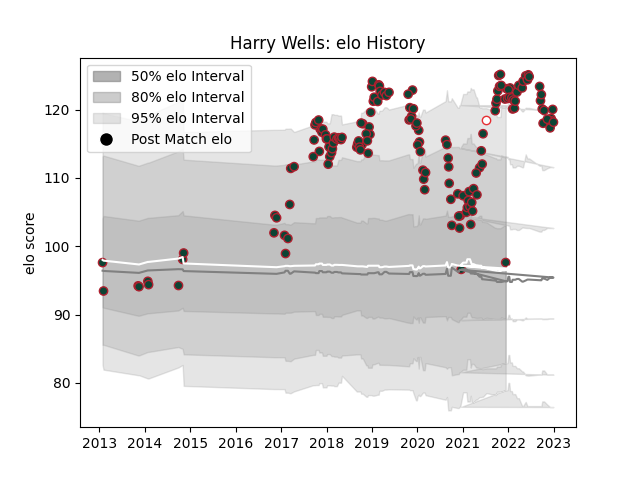 Harry Wells: elo History
50% elo Interval
80% elo Interval
95% elo Interval
Post Match elo
elo score
120
110
100
90
80
2013 2014 2015 2016 2017 2018 2019 2020 2021 2022 2023